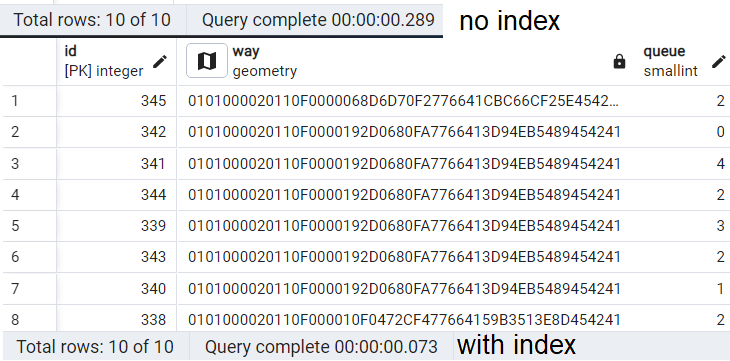 Total rows: 10 of 10 Query complete 00:00:00.289 no index
id way queue
[PK] integer geometry smallint
1 345 0101000020110F0000068D6D70F2776641CBC66CF25E4542... 2
2 342 0101000020110F0000192D0680FA7766413D94EB5489454241 0
3 341 0101000020110F0000192D0680FA7766413D94EB5489454241 4
4 344 0101000020110F0000192D0680FA7766413D94EB5489454241 2
5 339 0101000020110F0000192D0680FA7766413D94EB5489454241 3
6 343 0101000020110F0000192D0680FA7766413D94EB5489454241 2
7 340 0101000020110F0000192D0680FA7766413D94EB5489454241 1
8 338 0101000020110F000010F0472CF477664159B3513E8D454241 2
Total rows: 10 of 10 Query complete 00:00:00.073 with index